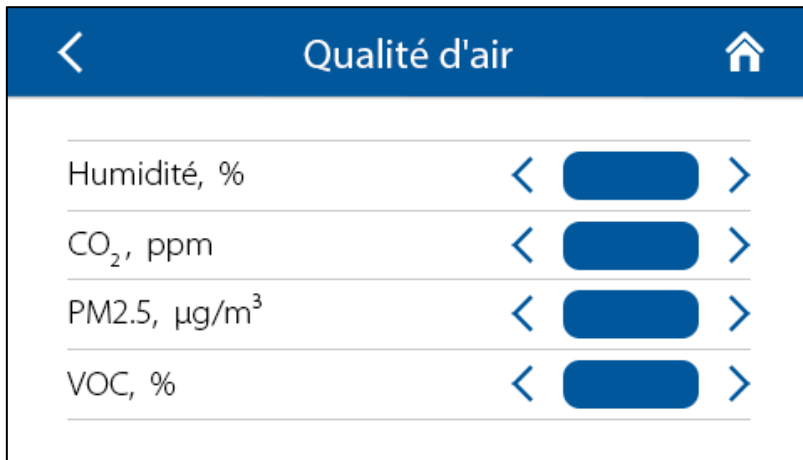 Qualité d'air
Humidité, %
CO₂, ppm
PM2.5, µg/m³
VOC, %